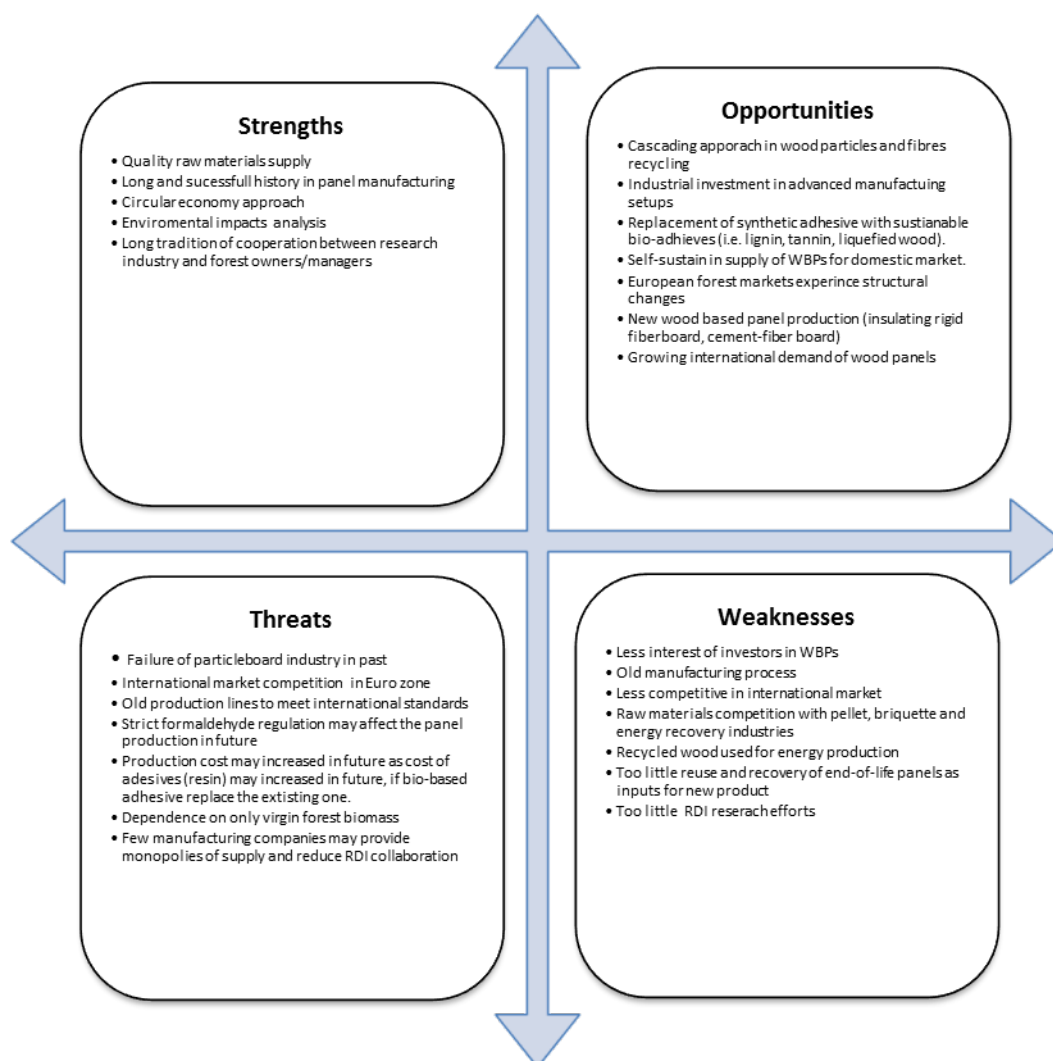 Strengths
• Quality raw materials supply
• Long and sucessfull history in panel manufacturing
• Circular economy approach
• Enviromental impacts analysis
• Long tradition of cooperation between research
industry and forest owners/managers
Opportunities
• Cascading apporach in wood particles and fibres
recycling
• Industrial investment in advanced manufactuing
setups
• Replacement of synthetic adhesive with sustianable
bio-adhieves (i.e. lignin, tannin, liquefied wood).
• Self-sustain in supply of WBPs for domestic market.
• European forest markets experince structural
changes
• New wood based panel production (insulating rigid
fiberboard, cement-fiber board)
• Growing international demand of wood panels
Threats
• Failure of particleboard industry in past
• International market competition in Euro zone
• Old production lines to meet international standards
• Strict formaldehyde regulation may affect the panel
production in future
• Production cost may increased in future as cost of
adesives (resin) may increased in future, if bio-based
adhesive replace the extisting one.
• Dependence on only virgin forest biomass
• Few manufacturing companies may provide
monopolies of supply and reduce RDI collaboration
Weaknesses
• Less interest of investors in WBPs
• Old manufacturing process
• Less competitive in international market
• Raw materials competition with pellet, briquette and
energy recovery industries
• Recycled wood used for energy production
• Too little reuse and recovery of end-of-life panels as
inputs for new product
• Too little RDI reserach efforts